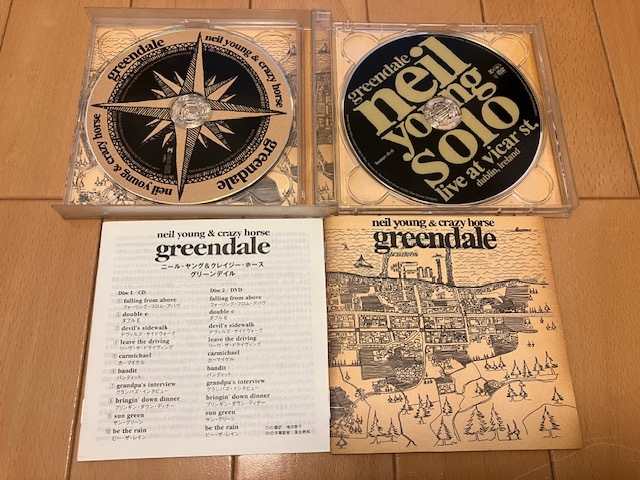 greendale
neil young & crazy horse
greendale
neil young & crazy horse
greendale
neil
young
solo
live at vicar st.
dublin, ireland
neil young & crazy horse
greendale
ニール・ヤング&クレイジー・ホース
グリーンデイル
Disc 1/CD
① falling from above
フォーリング・フロム・アバヴ
② double e
ダブル E
③ devil's sidewalk
デヴィルズ・サイドウォーク
④ leave the driving
リーヴ・ザ・ドライヴィング
⑤ carmichael
カーマイケル
⑥ bandit
バンディット
⑦ grandpa's interview
グランパズ・インタビュー
⑧ bringin' down dinner
ブリンギン・ダウン・ディナー
⑨ sun green
サン・グリーン
⑩ be the rain
ビー・ザ・レイン
Disc 2/DVD
falling from above
フォーリング・フロム・アバヴ
double e
ダブル E
devil's sidewalk
デヴィルズ・サイドウォーク
leave the driving
リーヴ・ザ・ドライヴィング
carmichael
カーマイケル
bandit
バンディット
grandpa's interview
グランパズ・インタビュー
bringin' down dinner
ブリンギン・ダウン・ディナー
sun green
サン・グリーン
be the rain
ビー・ザ・レイン
neil young & crazy horse
greendale